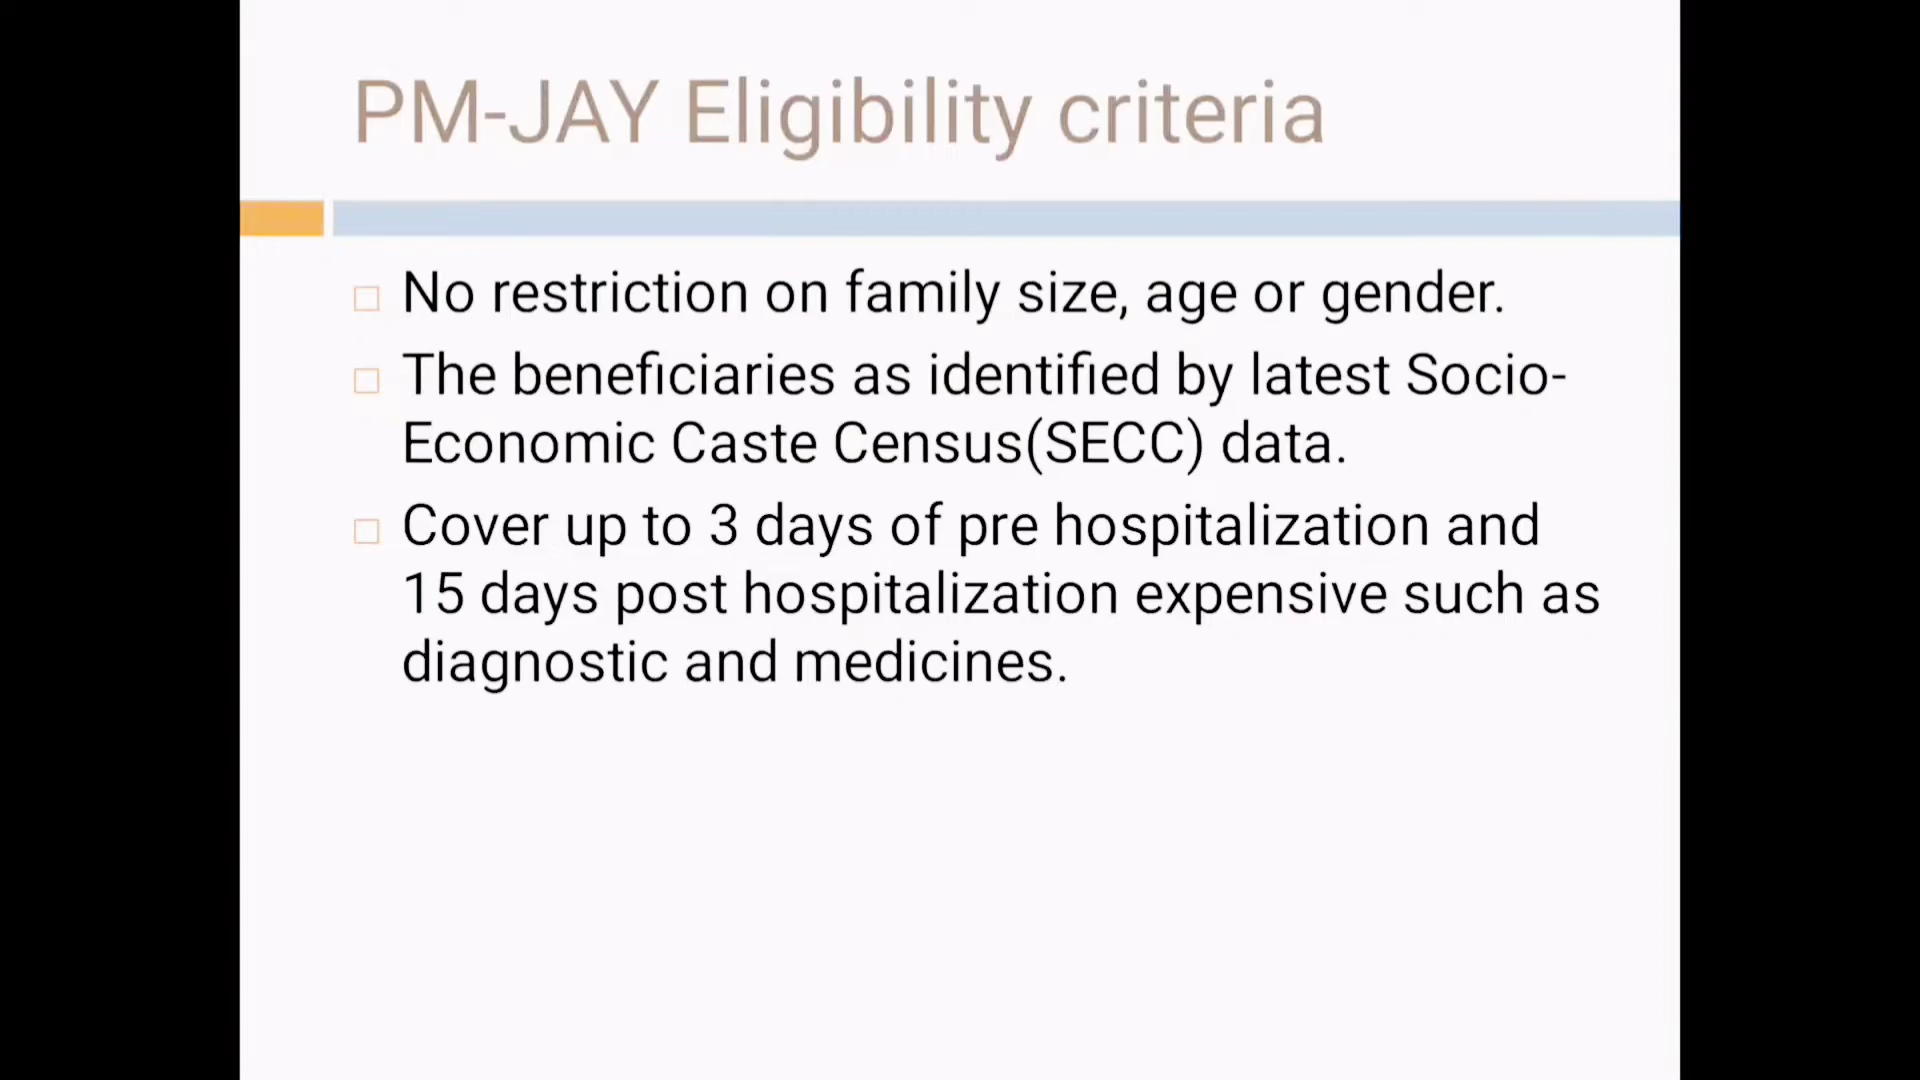 PM-JAY Eligibility criteria
No restriction on family size, age or gender.
The beneficiaries as identified by latest Socio-
Economic Caste Census(SECC) data.
Cover up to 3 days of pre hospitalization and
15 days post hospitalization expensive such as
diagnostic and medicines.